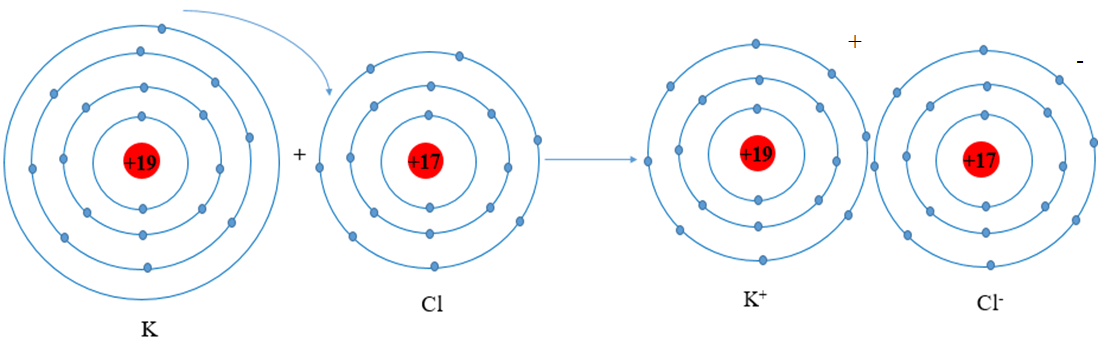 + -
+19 + +17 +19 +17
K Cl K⁺ Cl⁻